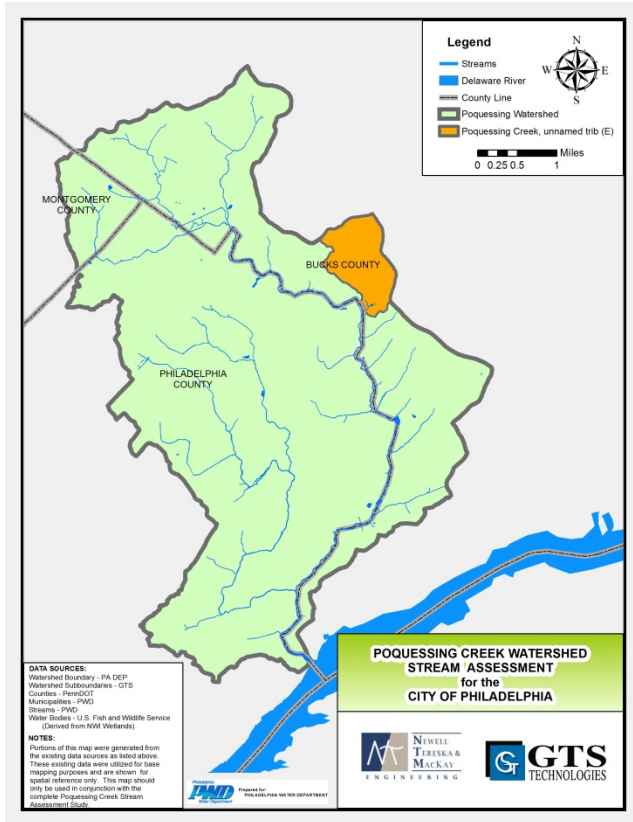 Legend
N
W E
S
Streams
Delaware River
County Line
Poquessing Watershed
Poquessing Creek, unnamed trib (E)
Miles
0 0.25 0.5 1
MONTGOMERY
COUNTY
BUCKS COUNTY
PHILADELPHIA
COUNTY
DATA SOURCES:
Watershed Boundary - PA DEP
Watershed Subboundaries - GTS
Counties - PennDOT
Municipalities - PWD
Streams - PWD
Water Bodies - U.S. Fish and Wildlife Service
(Derived from NWI Wetlands)
NOTES:
Portions of this map were generated from
the existing data sources as listed above.
These existing data were utilized for base
mapping purposes and are shown for
spatial reference only. This map should
only be used in conjunction with the
complete Poquessing Creek Stream
Assessment Study.
Philadelphia
PWD
Water Department
Prepared for:
PHILADELPHIA WATER DEPARTMENT
POQUESSING CREEK WATERSHED
STREAM ASSESSMENT
for the
CITY OF PHILADELPHIA
NEWELL
TERESKA &
MACKAY
ENGINEERING
GTS
TECHNOLOGIES